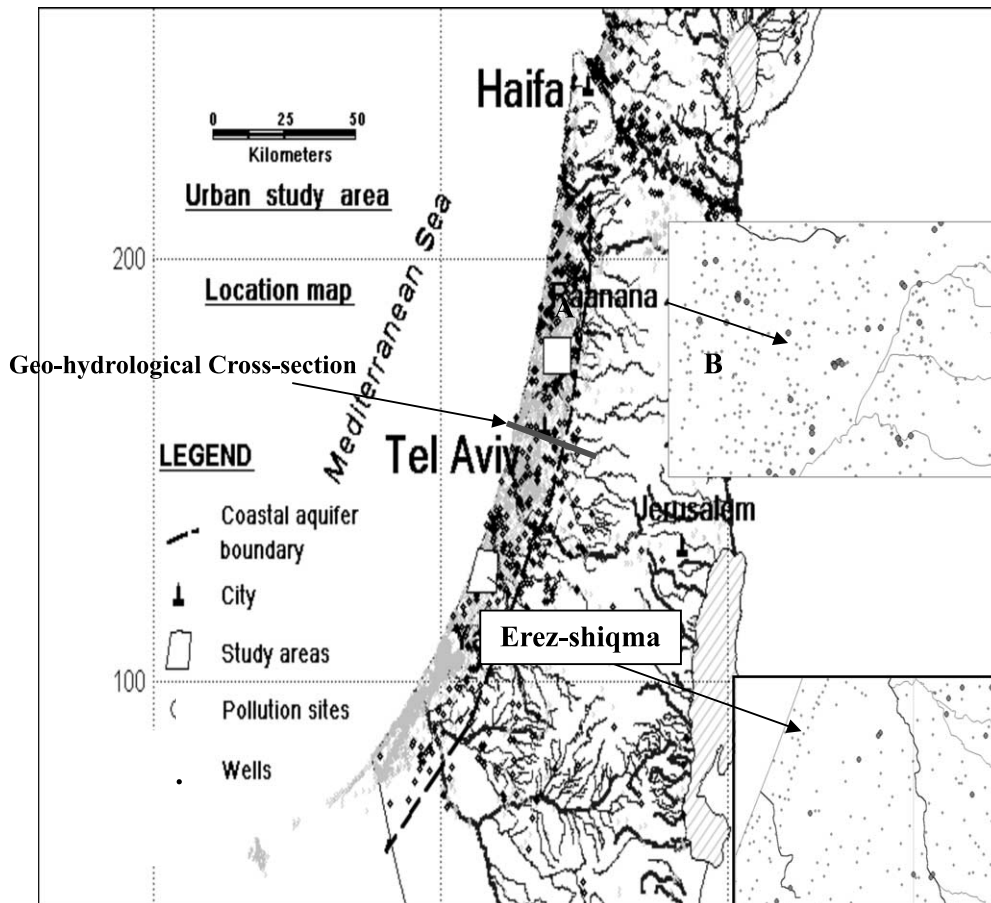 Haifa
0 25 50
Kilometers
Urban study area
200
Location map
Mediterranean Sea
Raanana
A
B
Geo-hydrological Cross-section
Tel Aviv
LEGEND
Coastal aquifer
boundary
City
Study areas
Pollution sites
Wells
Jerusalem
Erez-shiqma
100